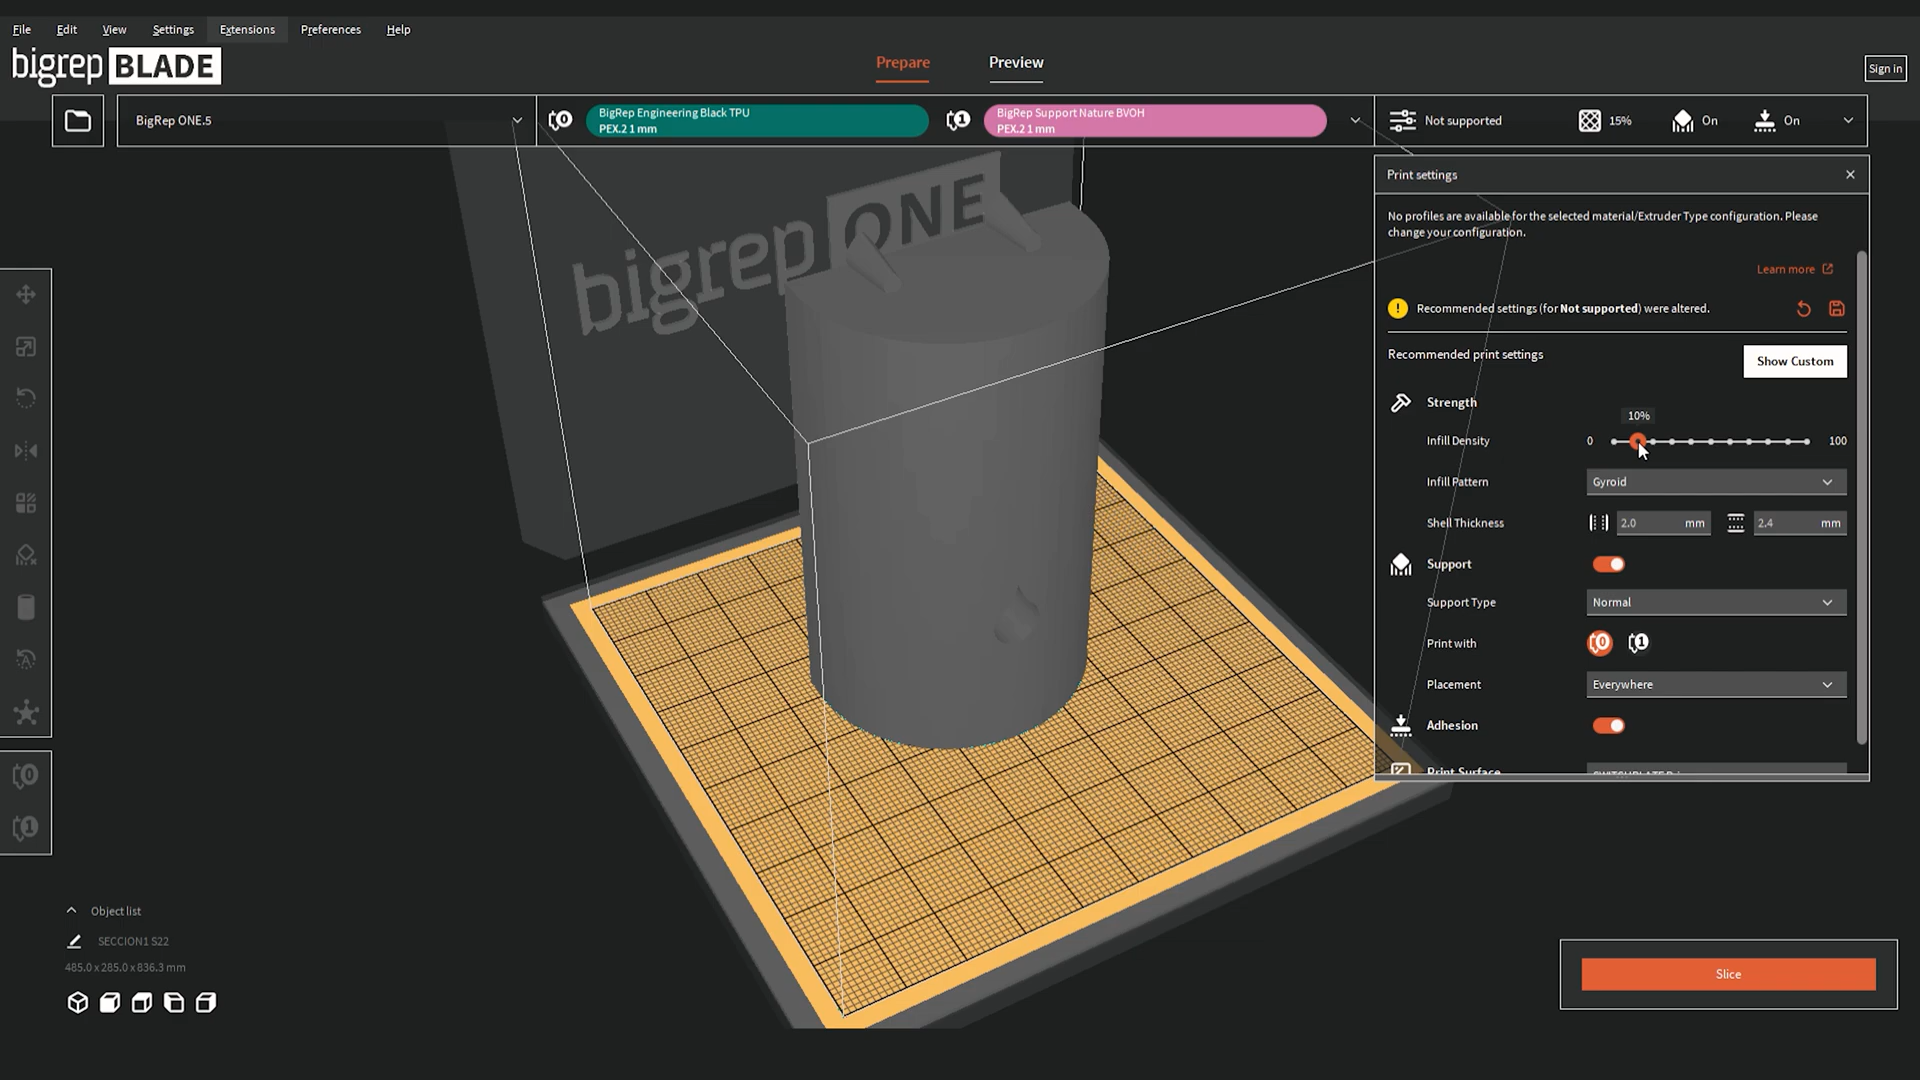 File Edit View Settings Extensions Preferences Help
bigrep BLADE
Prepare Preview
Sign in
BigRep ONE.5
BigRep Engineering Black TPU
PEX.2 1 mm
BigRep Support Nature BVOH
PEX.2 1 mm
Not supported 15% On On
Print settings
No profiles are available for the selected material/Extruder Type configuration. Please
change your configuration.
Learn more
Recommended settings (for Not supported) were altered.
Recommended print settings
Show Custom
Strength
10%
Infill Density 0 100
Infill Pattern Gyroid
Shell Thickness 2.0 mm 2.4 mm
Support
Support Type Normal
Print with 0 1
Placement Everywhere
Adhesion
Print Surface
bigrep ONE
Object list
SECCION1 S22
485.0 x 285.0 x 836.3 mm
Slice